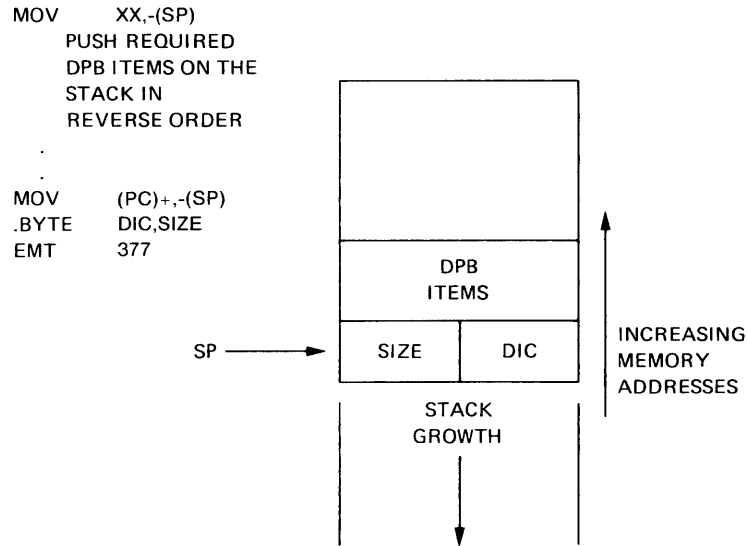 MOV XX,-(SP)
PUSH REQUIRED
DPB ITEMS ON THE
STACK IN
REVERSE ORDER
.
.
MOV (PC)+,-(SP)
.BYTE DIC,SIZE
EMT 377
DPB
ITEMS
SP
SIZE DIC
INCREASING
MEMORY
ADDRESSES
STACK
GROWTH